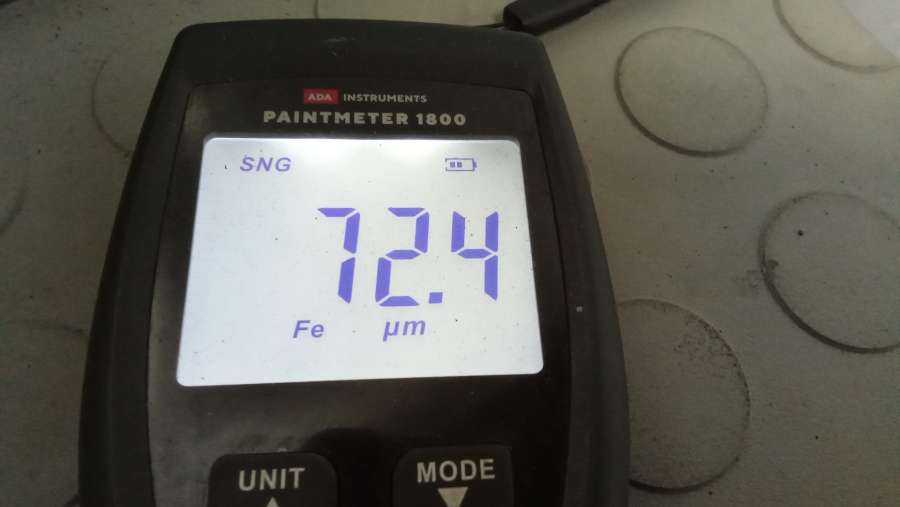 ADA INSTRUMENTS
PAINTMETER 1800
SNG
72.4
Fe µm
UNIT MODE